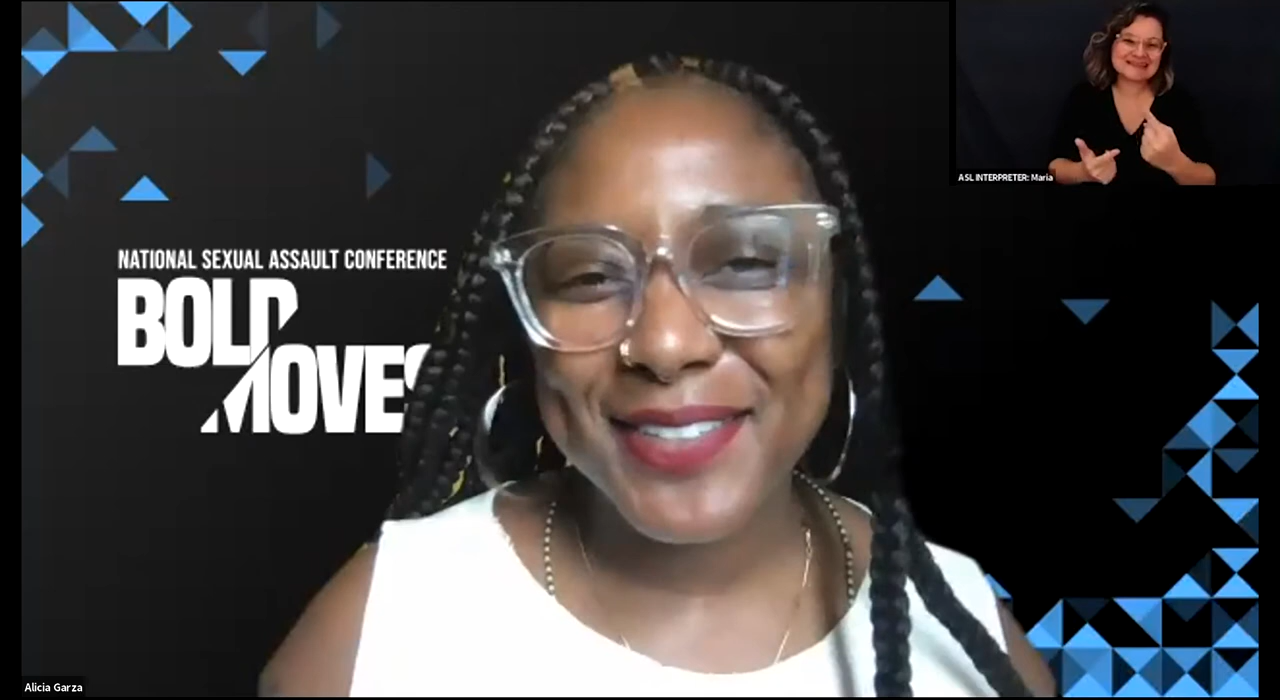 NATIONAL SEXUAL ASSAULT CONFERENCE
BOLD
MOVES
ASL INTERPRETER: Maria
Alicia Garza